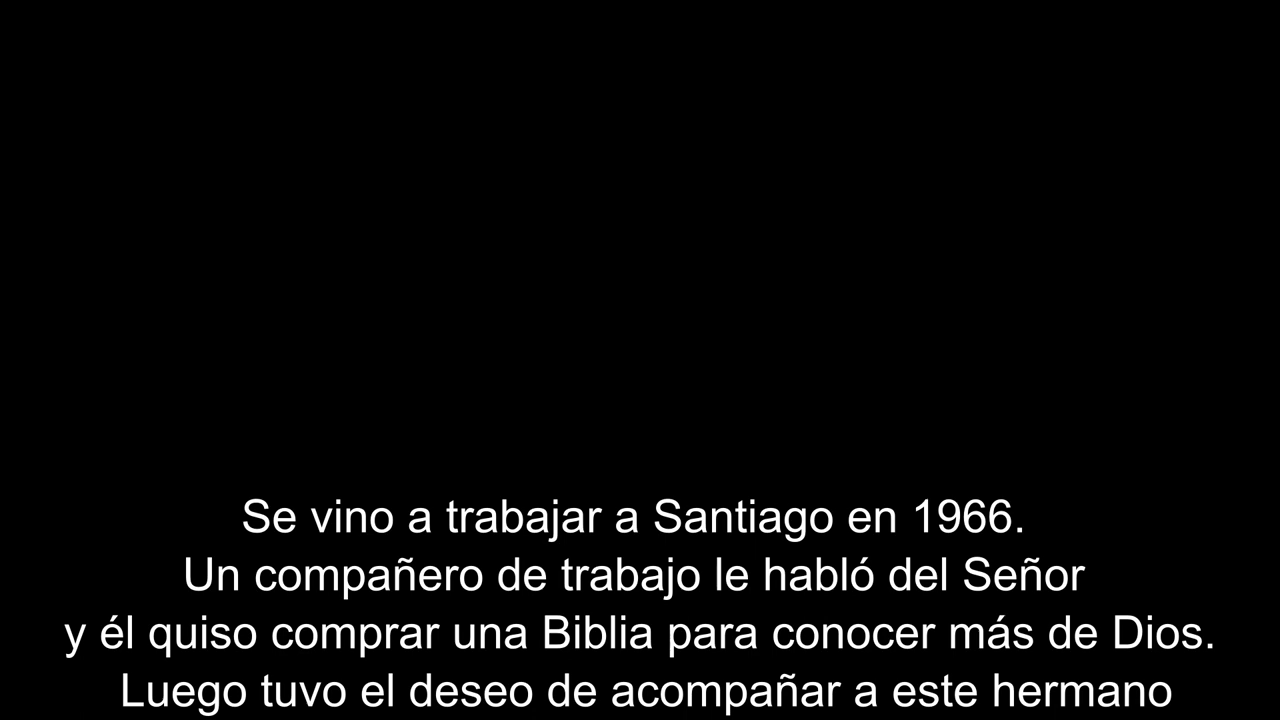 Se vino a trabajar a Santiago en 1966.
Un compañero de trabajo le habló del Señor
y él quiso comprar una Biblia para conocer más de Dios.
Luego tuvo el deseo de acompañar a este hermano